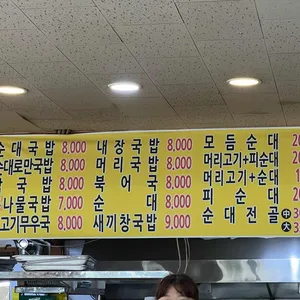 순대국밥 8,000 내장국밥 8,000 모듬순대 2
순대로만국밥 8,000 머리국밥 8,000 머리고기+피순대
국밥 8,000 북어국 8,000 머리고기+순대
나물국밥 7,000 순대 8,000 피순대
고기무우국 8,000 새끼창국밥 9,000 순대전골 中 大 3